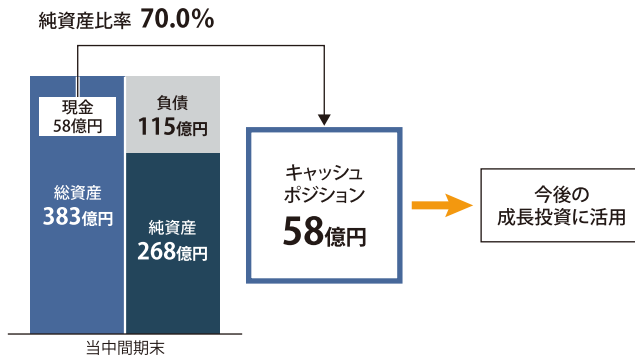 純資産比率 70.0%
現金
58億円
総資産
383億円
負債
115億円
純資産
268億円
当中間期末
キャッシュ
ポジション
58億円
今後の
成長投資に活用